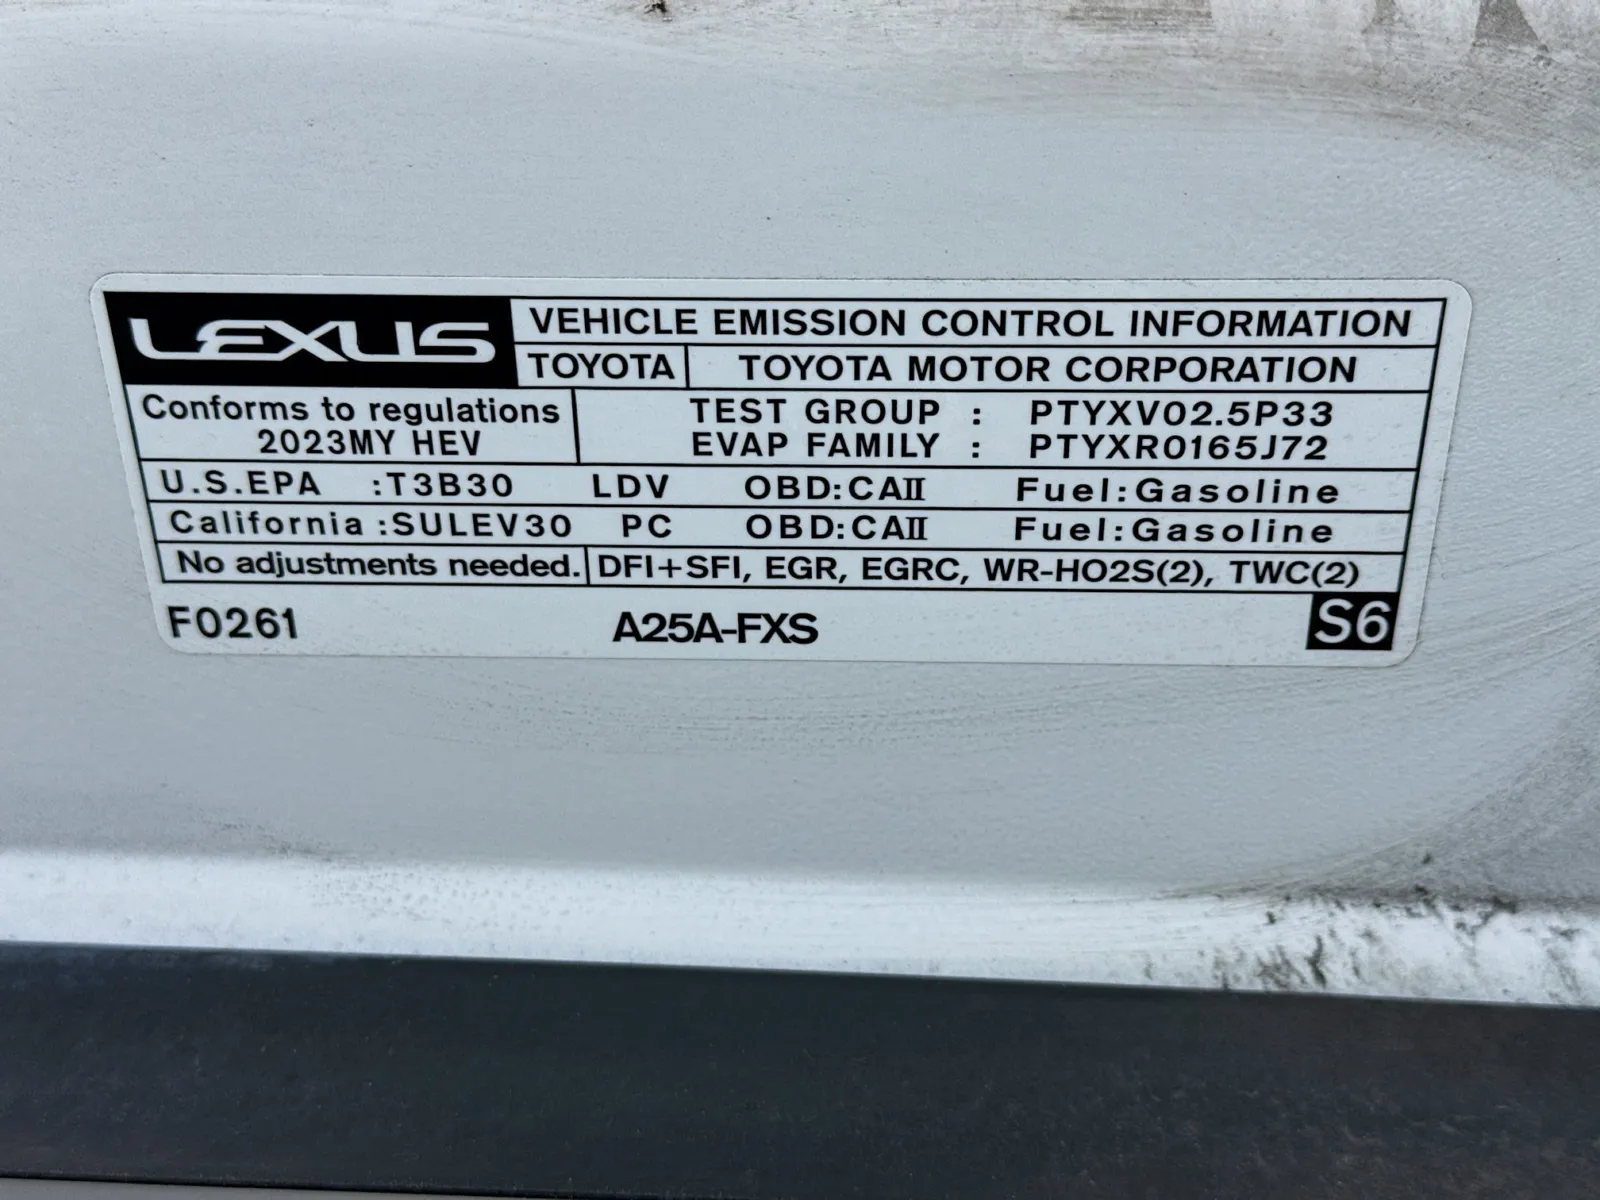 LEXUS VEHICLE EMISSION CONTROL INFORMATION
TOYOTA TOYOTA MOTOR CORPORATION
Conforms to regulations TEST GROUP : PTYXV02.5P33
2023MY HEV EVAP FAMILY : PTYXR0165J72
U.S.EPA :T3B30 LDV OBD:CAII Fuel:Gasoline
California :SULEV30 PC OBD:CAII Fuel:Gasoline
No adjustments needed. DFI+SFI, EGR, EGRC, WR-HO2S(2), TWC(2)
F0261 A25A-FXS S6